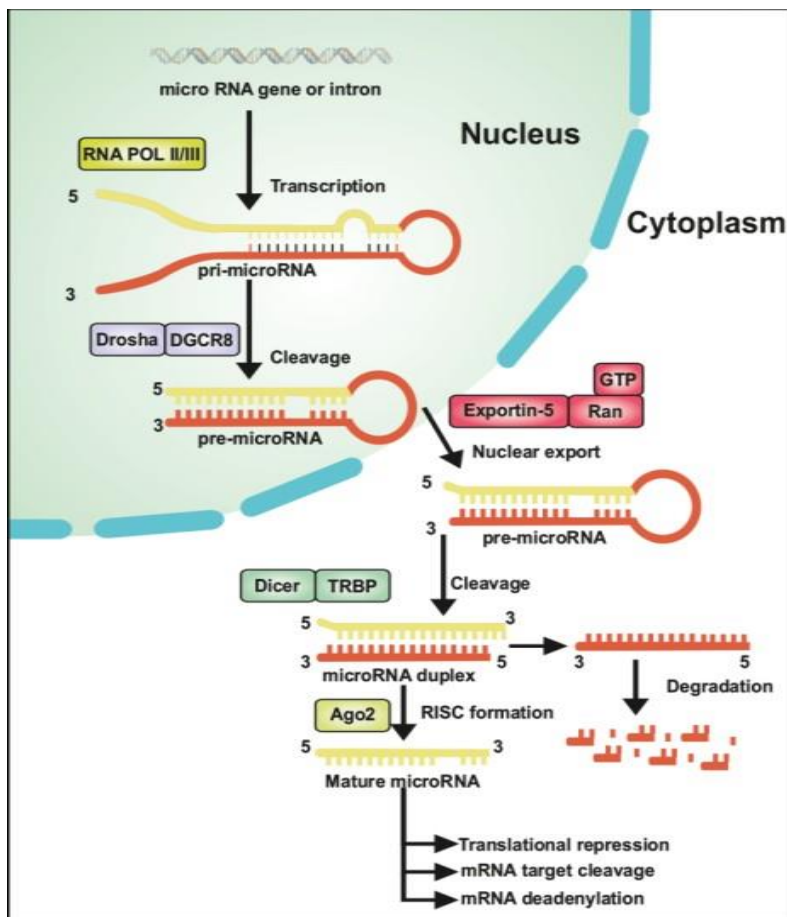 micro RNA gene or intron
Nucleus
RNA POL II/III
Transcription
5
Cytoplasm
pri-microRNA
3
Drosha DGCR8
Cleavage
GTP
5
Exportin-5 Ran
3
pre-microRNA
Nuclear export
5
3
pre-microRNA
Dicer TRBP
Cleavage
5 3
3 5
microRNA duplex
3 5
Degradation
Ago2
RISC formation
5 3
Mature microRNA
Translational repression
mRNA target cleavage
mRNA deadenylation